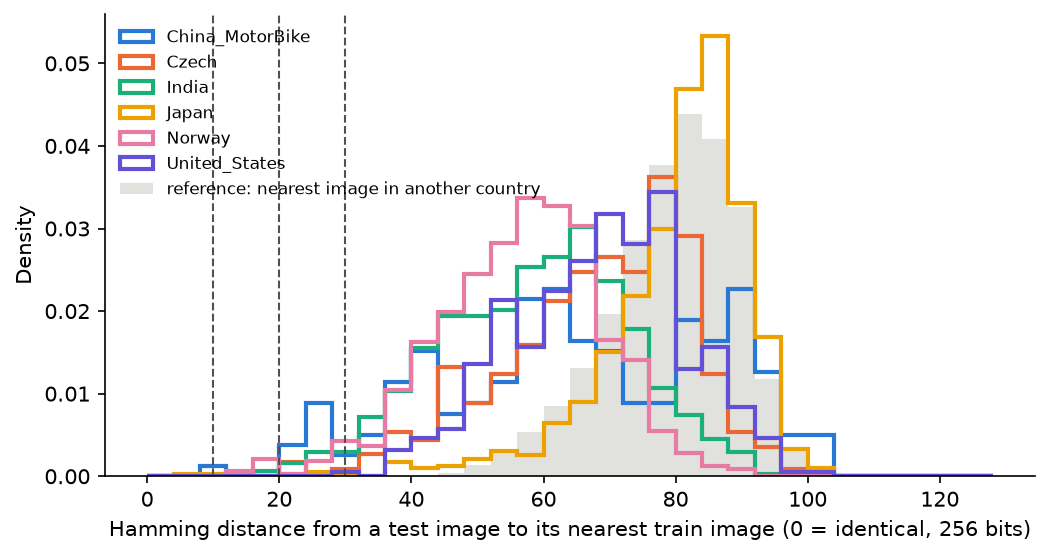 China_MotorBike
Czech
India
Japan
Norway
United_States
reference: nearest image in another country
Density
0.05
0.04
0.03
0.02
0.01
0.00
0 20 40 60 80 100 120
Hamming distance from a test image to its nearest train image (0 = identical, 256 bits)